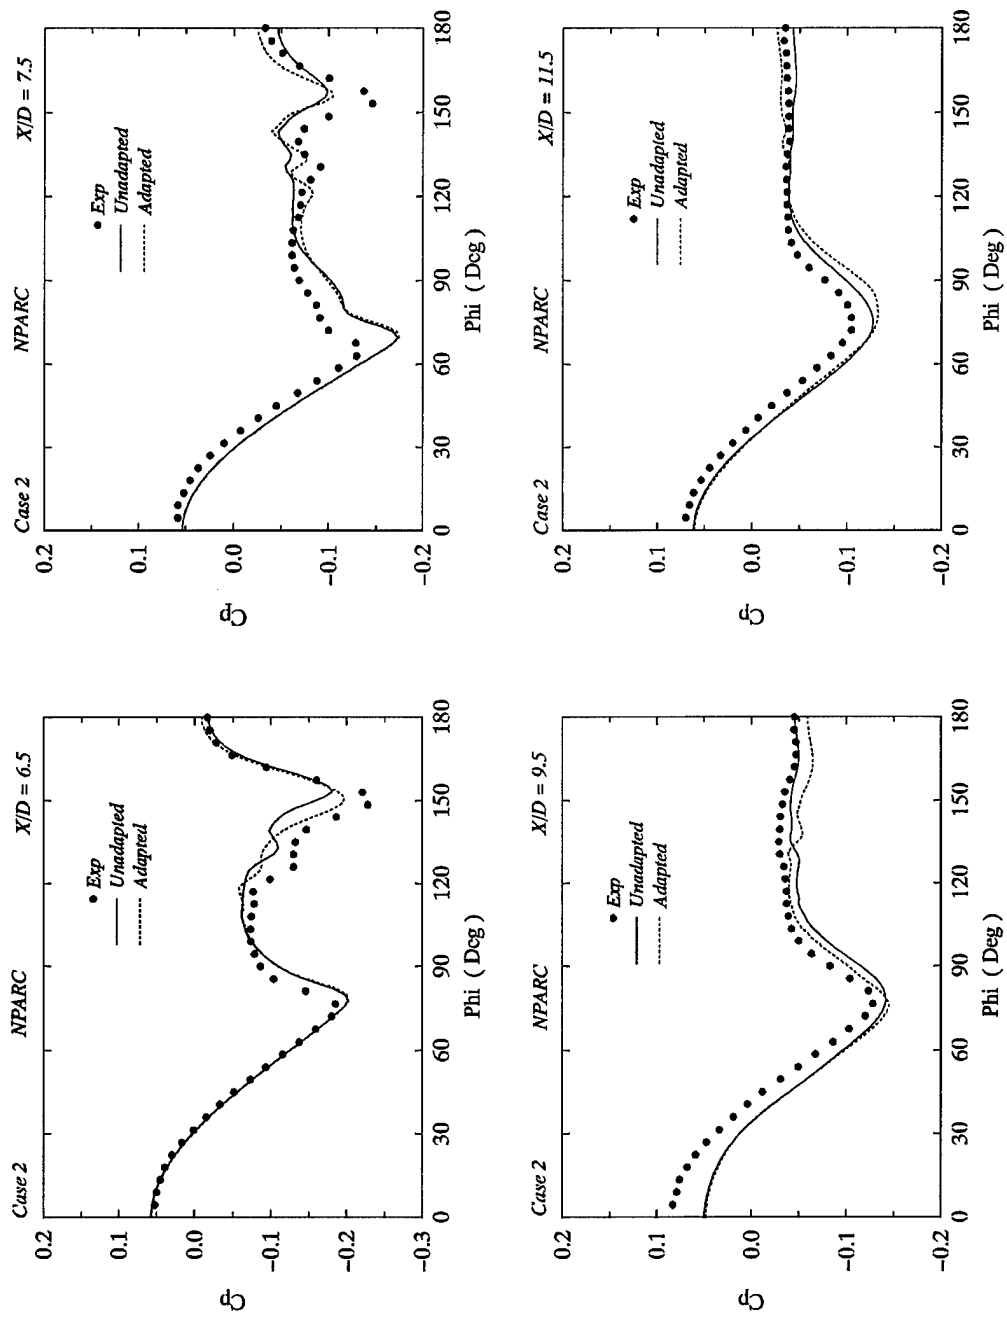 Case 2 NPARC X/D = 6.5
Exp
Unadapted
Adapted
Cp
0.2
0.1
0.0
−0.1
−0.2
−0.3
0 30 60 90 120 150 180
Phi ( Deg )
Case 2 NPARC X/D = 7.5
Exp
Unadapted
Adapted
Cp
0.2
0.1
0.0
−0.1
−0.2
0 30 60 90 120 150 180
Phi ( Deg )
Case 2 NPARC X/D = 9.5
Exp
Unadapted
Adapted
Cp
0.2
0.1
0.0
−0.1
−0.2
0 30 60 90 120 150 180
Phi ( Deg )
Case 2 NPARC X/D = 11.5
Exp
Unadapted
Adapted
Cp
0.2
0.1
0.0
−0.1
−0.2
0 30 60 90 120 150 180
Phi ( Deg )